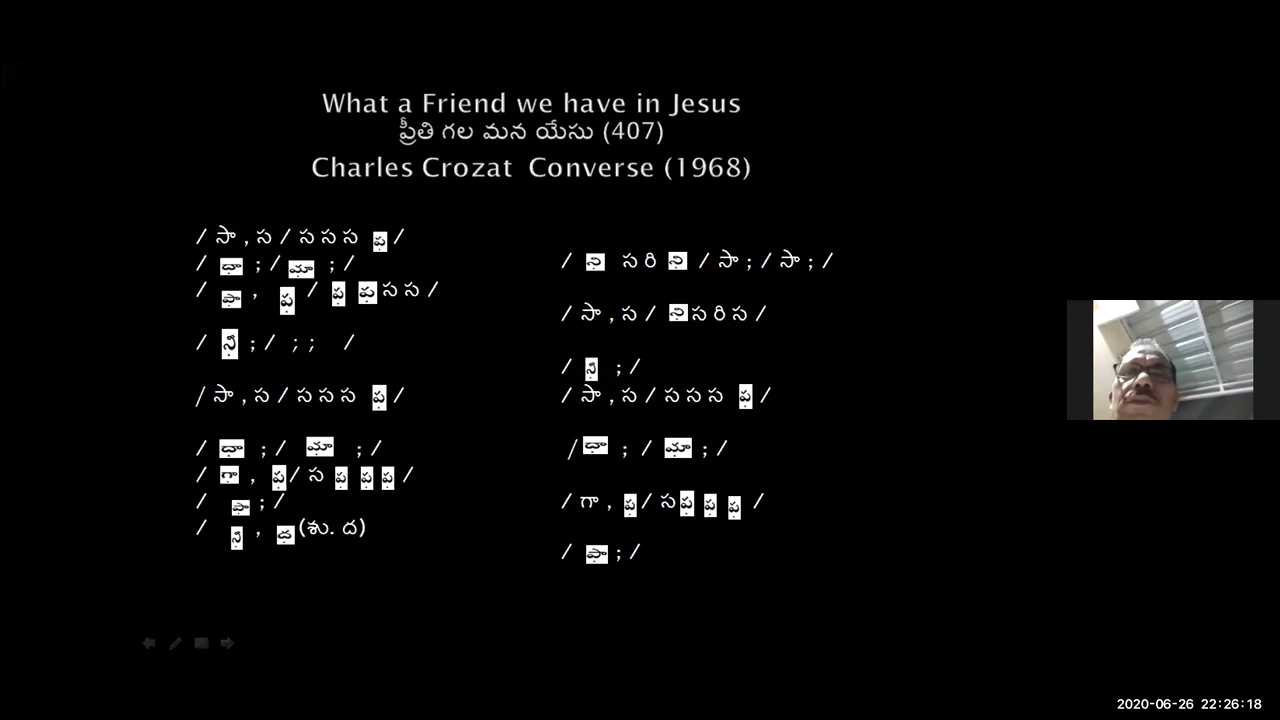 What a Friend we have in Jesus
ప్రీతి గల మన యేసు (407)
Charles Crozat Converse (1968)
/ సా , స / స స స ప /
/ దా ; / మా ; /
/ పా , ప / ప ప స స /
/ నీ ; / ; ; /
/ సా , స / స స స ప /
/ దా ; / మా ; /
/ గా , ప / స ప ప ప /
/ పా ; /
/ ని , ద (శు. ద)
/ ని స రి ని / సా ; / సా ; /
/ సా , స / ని స రి స /
/ నీ ; /
/ సా , స / స స స ప /
/ దా ; / మా ; /
/ గా , ప / స ప ప ప /
/ పా ; /
2020-06-26 22:26:18